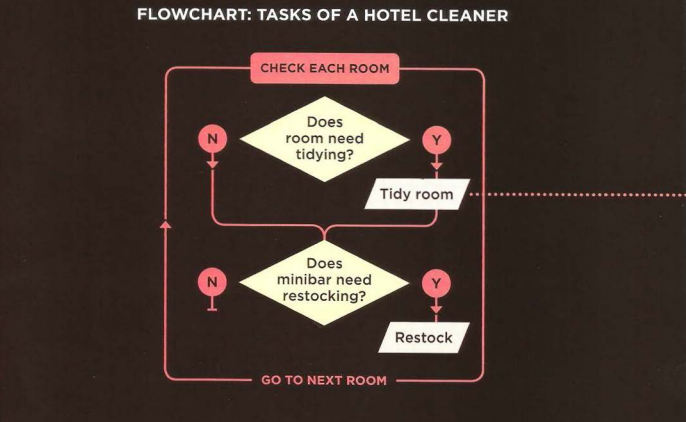 FLOWCHART: TASKS OF A HOTEL CLEANER
CHECK EACH ROOM
Does
room need
tidying?
N
Y
Tidy room
Does
minibar need
restocking?
N
Y
Restock
GO TO NEXT ROOM